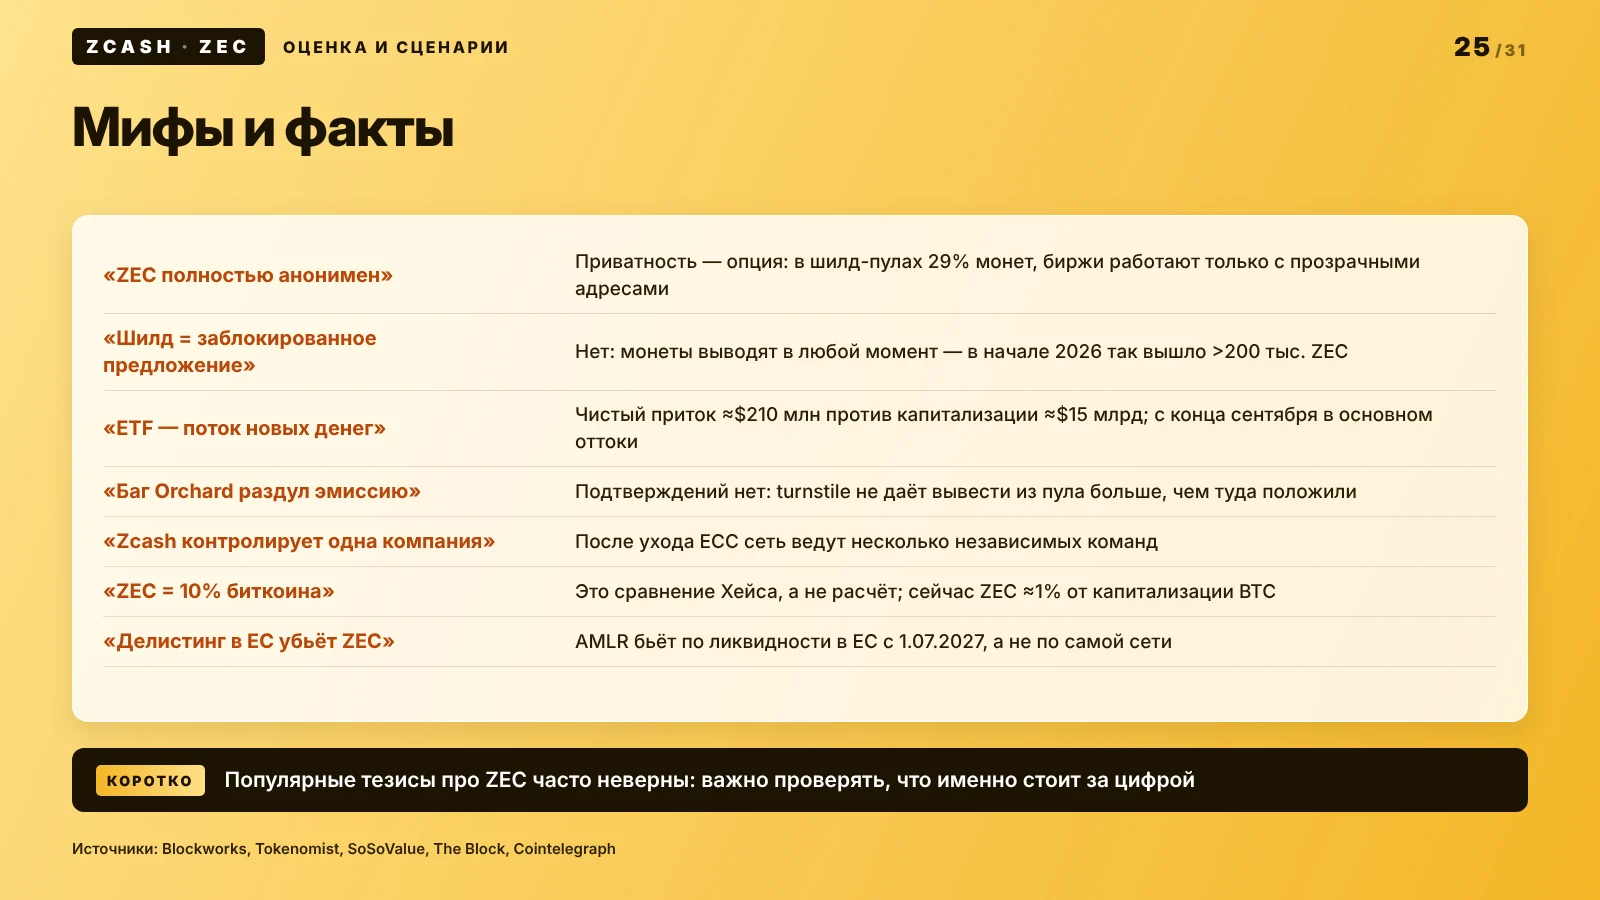 ZCASH · ZEC ОЦЕНКА И СЦЕНАРИИ
25 /31
Мифы и факты
«ZEC полностью анонимен»
Приватность — опция: в шилд-пулах 29% монет, биржи работают только с прозрачными
адресами
«Шилд = заблокированное
предложение»
Нет: монеты выводят в любой момент — в начале 2026 так вышло >200 тыс. ZEC
«ETF — поток новых денег»
Чистый приток ≈$210 млн против капитализации ≈$15 млрд; с конца сентября в основном
оттоки
«Баг Orchard раздул эмиссию»
Подтверждений нет: turnstile не даёт вывести из пула больше, чем туда положили
«Zcash контролирует одна компания»
После ухода ECC сеть ведут несколько независимых команд
«ZEC = 10% биткоина»
Это сравнение Хейса, а не расчёт; сейчас ZEC ≈1% от капитализации BTC
«Делистинг в ЕС убьёт ZEC»
AMLR бьёт по ликвидности в ЕС с 1.07.2027, а не по самой сети
КОРОТКО Популярные тезисы про ZEC часто неверны: важно проверять, что именно стоит за цифрой
Источники: Blockworks, Tokenomist, SoSoValue, The Block, Cointelegraph